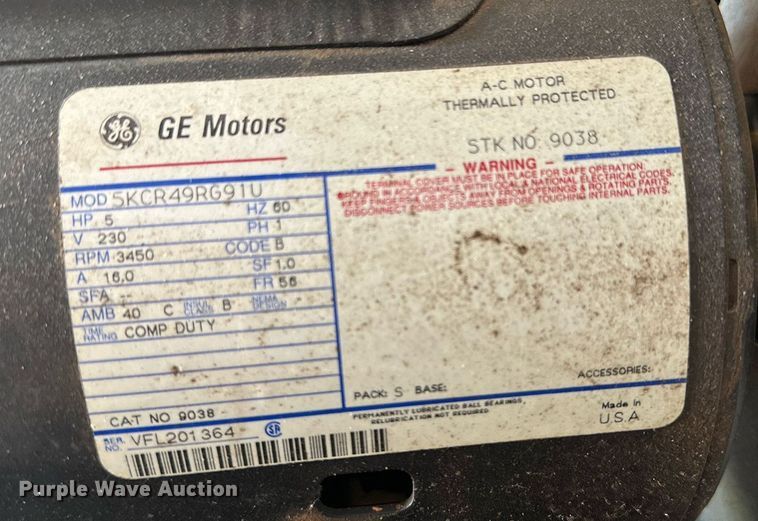 GE GE Motors
A-C MOTOR
THERMALLY PROTECTED
STK NO 9038
MOD 5KCR49RG91U
HP 5 HZ 60
V 230 PH 1
RPM 3450 CODE B
A 16.0 SF 1.0
SFA -- FR 56
AMB 40 C INSUL CLASS B NEMA DESIGN
TIME RATING COMP DUTY
CAT NO 9038
SER. NO. VFL201364 SA
WARNING
TERMINAL COVER MUST BE IN PLACE FOR SAFE OPERATION.
GROUND IN ACCORDANCE WITH LOCAL & NATIONAL ELECTRICAL CODES.
KEEP FINGERS & OBJECTS AWAY FROM OPENINGS & ROTATING PARTS.
DISCONNECT POWER SOURCES BEFORE TOUCHING INTERNAL PARTS.
PACK: S BASE: ACCESSORIES:
PERMANENTLY LUBRICATED BALL BEARINGS
RELUBRICATION NOT REQUIRED
Made in
U.S.A
Purple Wave Auction